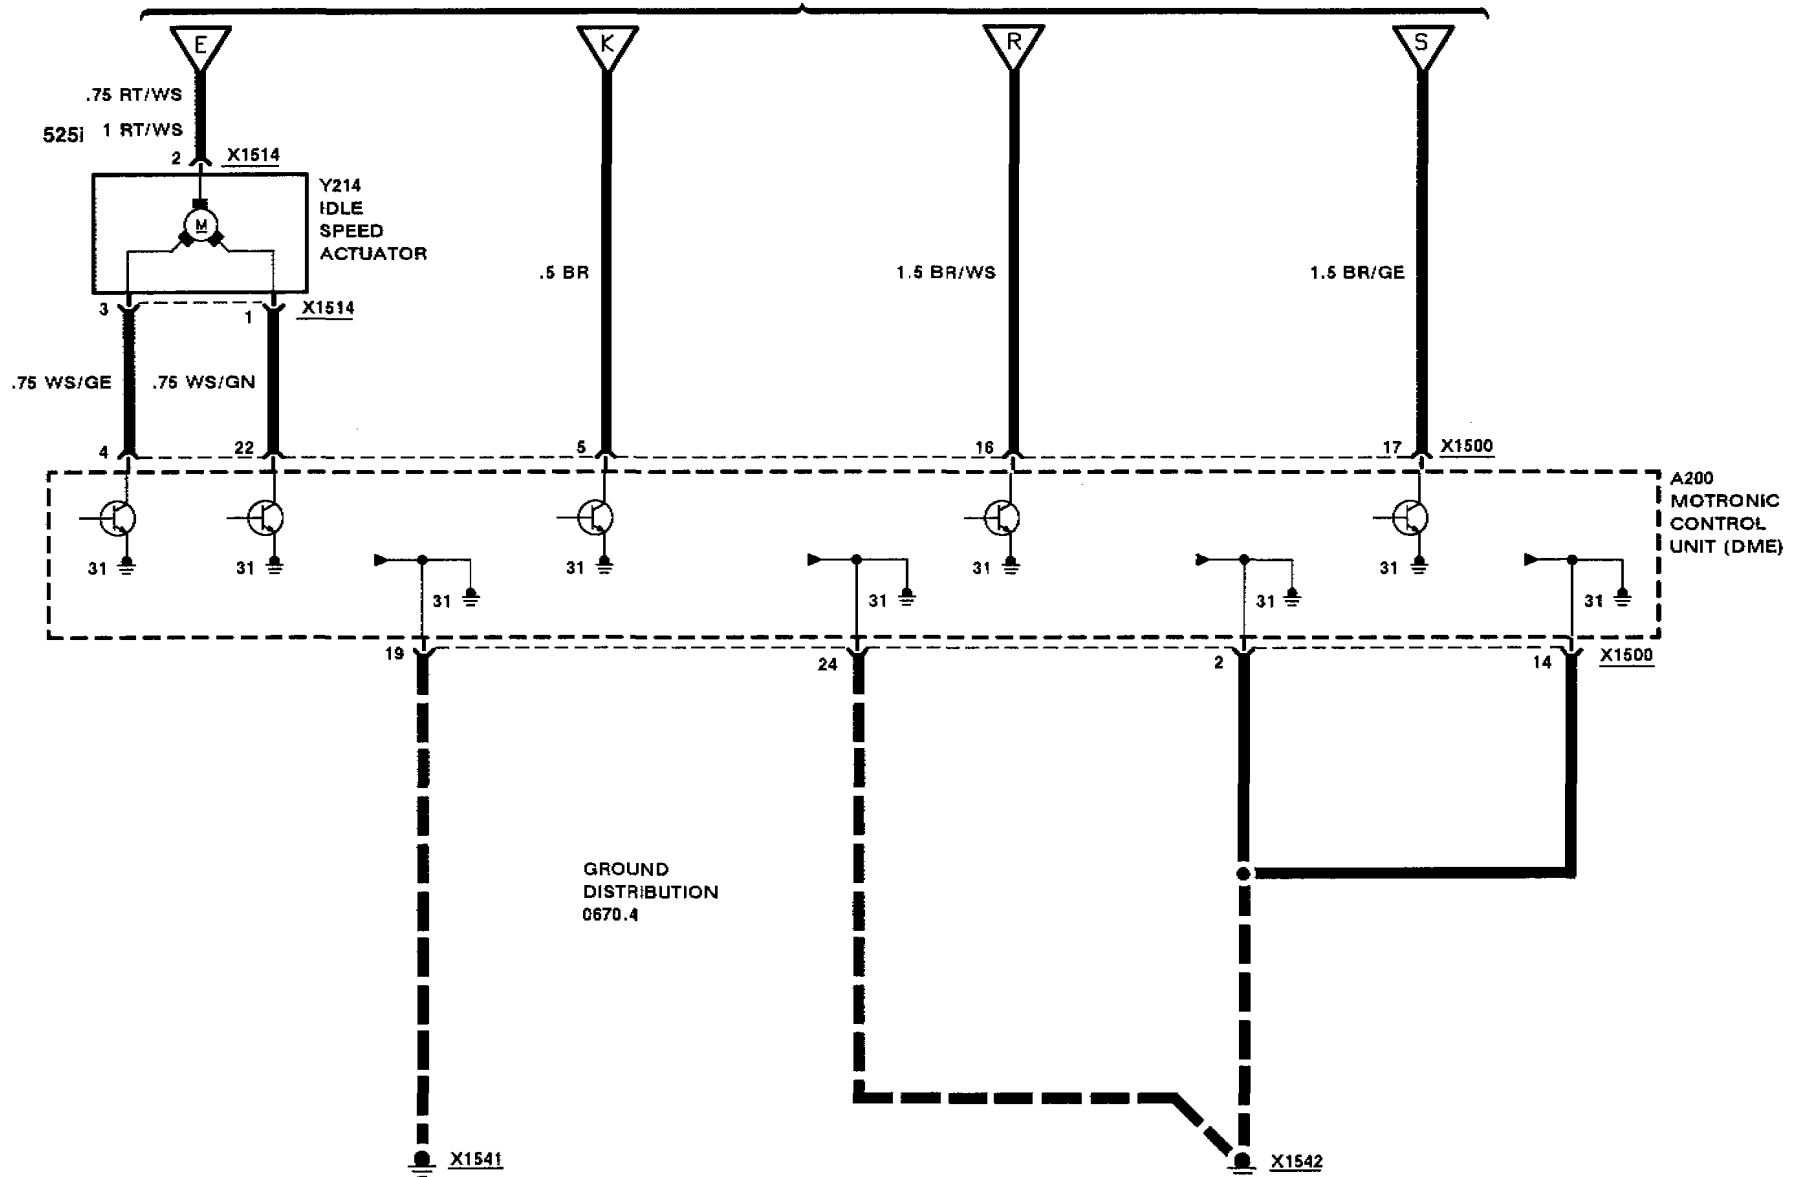 E
K
R
S
.75 RT/WS
525i 1 RT/WS
2 X1514
Y214
IDLE
SPEED
ACTUATOR
M
.5 BR
1.5 BR/WS
1.5 BR/GE
3
1
X1514
.75 WS/GE
.75 WS/GN
4
22
5
16
17
X1500
A200
MOTRONIC
CONTROL
UNIT (DME)
31
31
31
31
31
31
31
31
31
19
24
2
14
X1500
GROUND
DISTRIBUTION
0670.4
X1541
X1542